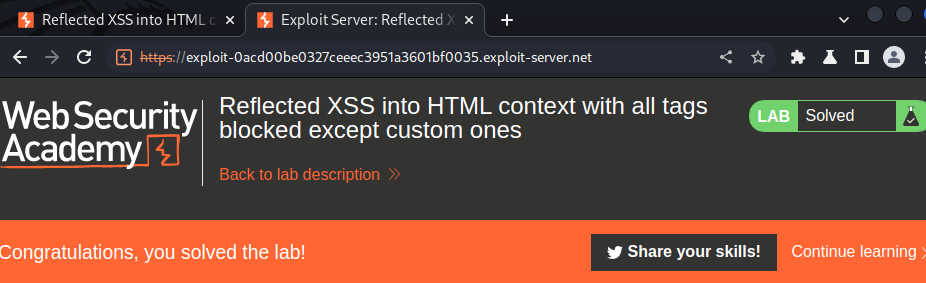 Reflected XSS into HTML c
Exploit Server: Reflected X
https://exploit-0acd00be0327ceeec3951a3601bf0035.exploit-server.net
Web Security
Academy
Reflected XSS into HTML context with all tags
blocked except custom ones
LAB Solved
Back to lab description
Congratulations, you solved the lab!
Share your skills!
Continue learning